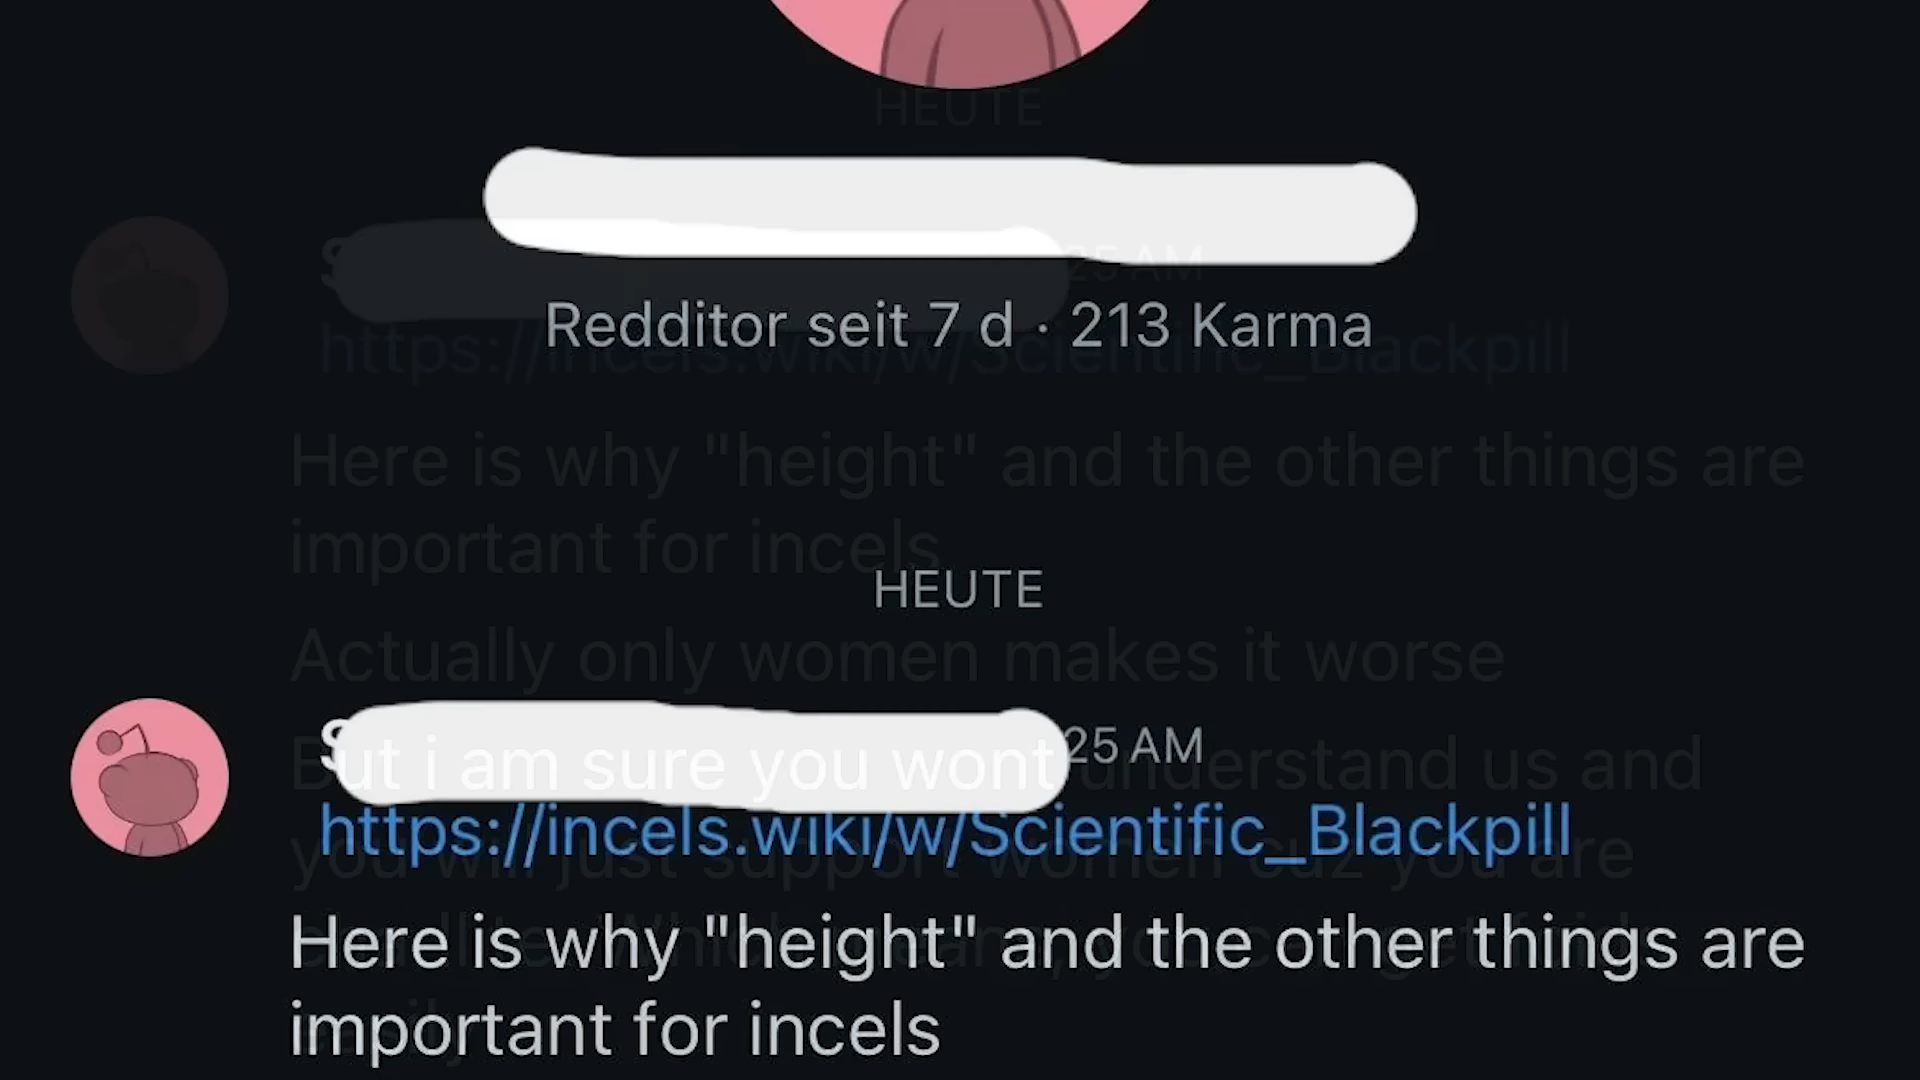 HEUTE
S 25 AM
Redditor seit 7 d · 213 Karma
https://incels.wiki/w/Scientific_Blackpill
Here is why "height" and the other things are
important for incels
HEUTE
Actually only women makes it worse
S 25 AM
But i am sure you wont understand us and
https://incels.wiki/w/Scientific_Blackpill
you will just support women cuz you are
Here is why "height" and the other things are
important for incels